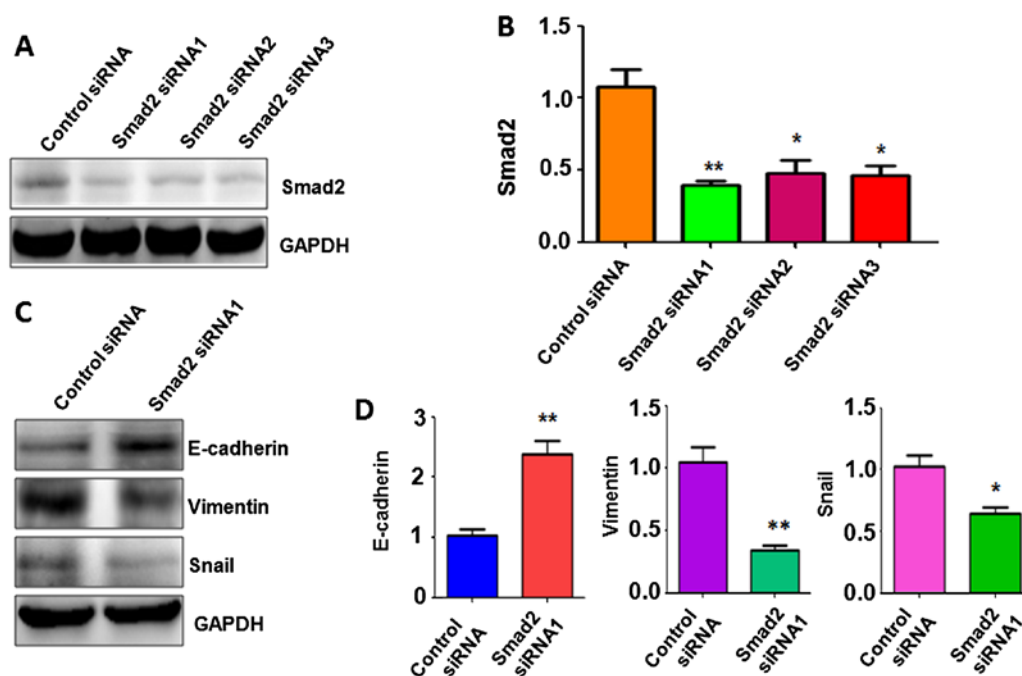 A
Control siRNA
Smad2 siRNA1
Smad2 siRNA2
Smad2 siRNA3
Smad2
GAPDH
B
Smad2
1.5
1.0
0.5
0.0
**
*
*
Control siRNA
Smad2 siRNA1
Smad2 siRNA2
Smad2 siRNA3
C
Control siRNA
Smad2 siRNA1
E-cadherin
Vimentin
Snail
GAPDH
D
E-cadherin
3
2
1
0
**
Control
siRNA
Smad2
siRNA1
Vimentin
1.5
1.0
0.5
0.0
**
Control
siRNA
Smad2
siRNA1
Snail
1.5
1.0
0.5
0.0
*
Control
siRNA
Smad2
siRNA1